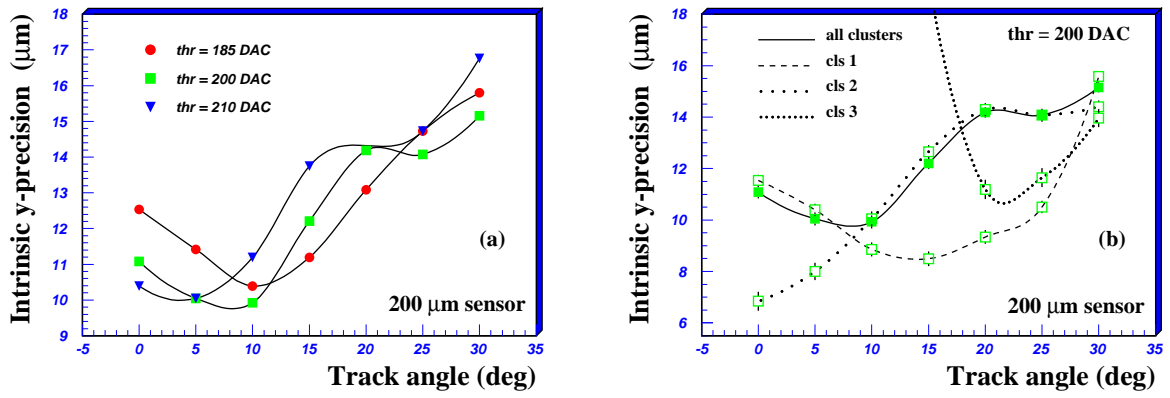 Intrinsic y-precision (μm)
18
17
16
15
14
13
12
11
10
9
thr = 185 DAC
thr = 200 DAC
thr = 210 DAC
(a)
200 μm sensor
-5 0 5 10 15 20 25 30 35
Track angle (deg)
Intrinsic y-precision (μm)
18
16
14
12
10
8
6
all clusters
cls 1
cls 2
cls 3
thr = 200 DAC
(b)
200 μm sensor
-5 0 5 10 15 20 25 30 35
Track angle (deg)